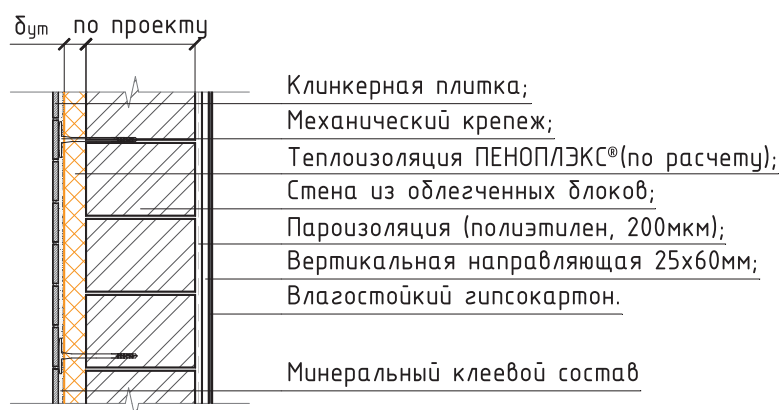 δут по проекту
Клинкерная плитка;
Механический крепеж;
Теплоизоляция ПЕНОПЛЭКС®(по расчету);
Стена из облегченных блоков;
Пароизоляция (полиэтилен, 200мкм);
Вертикальная направляющая 25х60мм;
Влагостойкий гипсокартон.
Минеральный клеевой состав